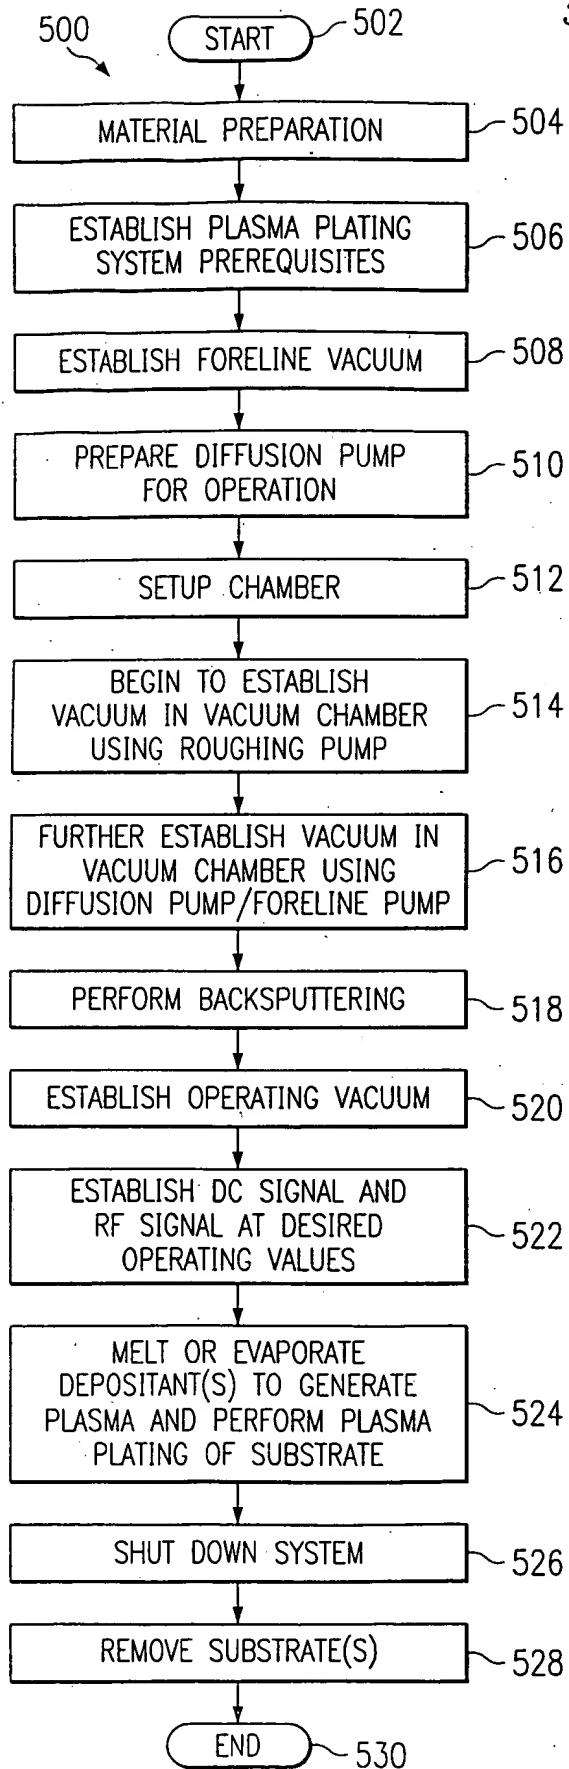 500
START
502
MATERIAL PREPARATION
504
ESTABLISH PLASMA PLATING
SYSTEM PREREQUISITES
506
ESTABLISH FORELINE VACUUM
508
PREPARE DIFFUSION PUMP
FOR OPERATION
510
SETUP CHAMBER
512
BEGIN TO ESTABLISH
VACUUM IN VACUUM CHAMBER
USING ROUGHING PUMP
514
FURTHER ESTABLISH VACUUM IN
VACUUM CHAMBER USING
DIFFUSION PUMP/FORELINE PUMP
516
PERFORM BACKSPUTTERING
518
ESTABLISH OPERATING VACUUM
520
ESTABLISH DC SIGNAL AND
RF SIGNAL AT DESIRED
OPERATING VALUES
522
MELT OR EVAPORATE
DEPOSITANT(S) TO GENERATE
PLASMA AND PERFORM PLASMA
PLATING OF SUBSTRATE
524
SHUT DOWN SYSTEM
526
REMOVE SUBSTRATE(S)
528
END
530